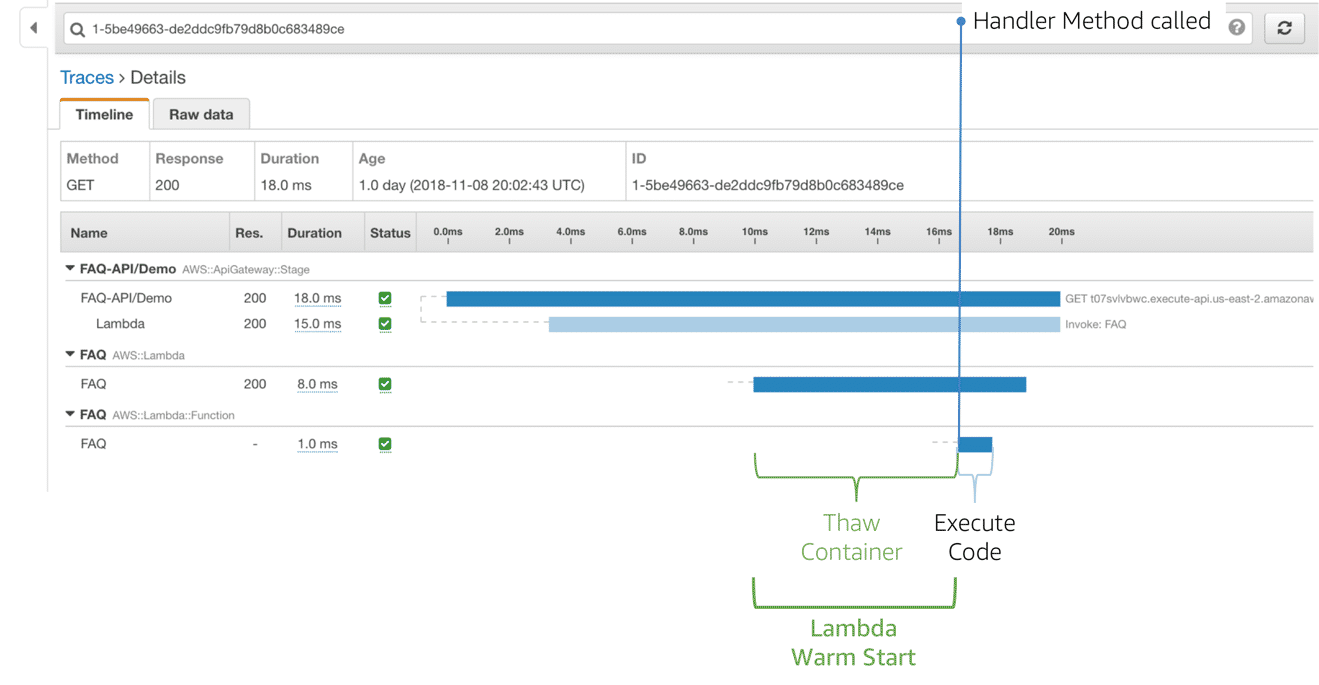 1-5be49663-de2ddc9fb79d8b0c683489ce
Handler Method called
?
Traces > Details
Timeline Raw data
Method Response Duration Age ID
GET 200 18.0 ms 1.0 day (2018-11-08 20:02:43 UTC) 1-5be49663-de2ddc9fb79d8b0c683489ce
Name Res. Duration Status 0.0ms 2.0ms 4.0ms 6.0ms 8.0ms 10ms 12ms 14ms 16ms 18ms 20ms
FAQ-API/Demo AWS::ApiGateway::Stage
FAQ-API/Demo 200 18.0 ms GET t07svlvbwc.execute-api.us-east-2.amazonav
Lambda 200 15.0 ms Invoke: FAQ
FAQ AWS::Lambda
FAQ 200 8.0 ms
FAQ AWS::Lambda::Function
FAQ - 1.0 ms
Thaw
Container
Execute
Code
Lambda
Warm Start